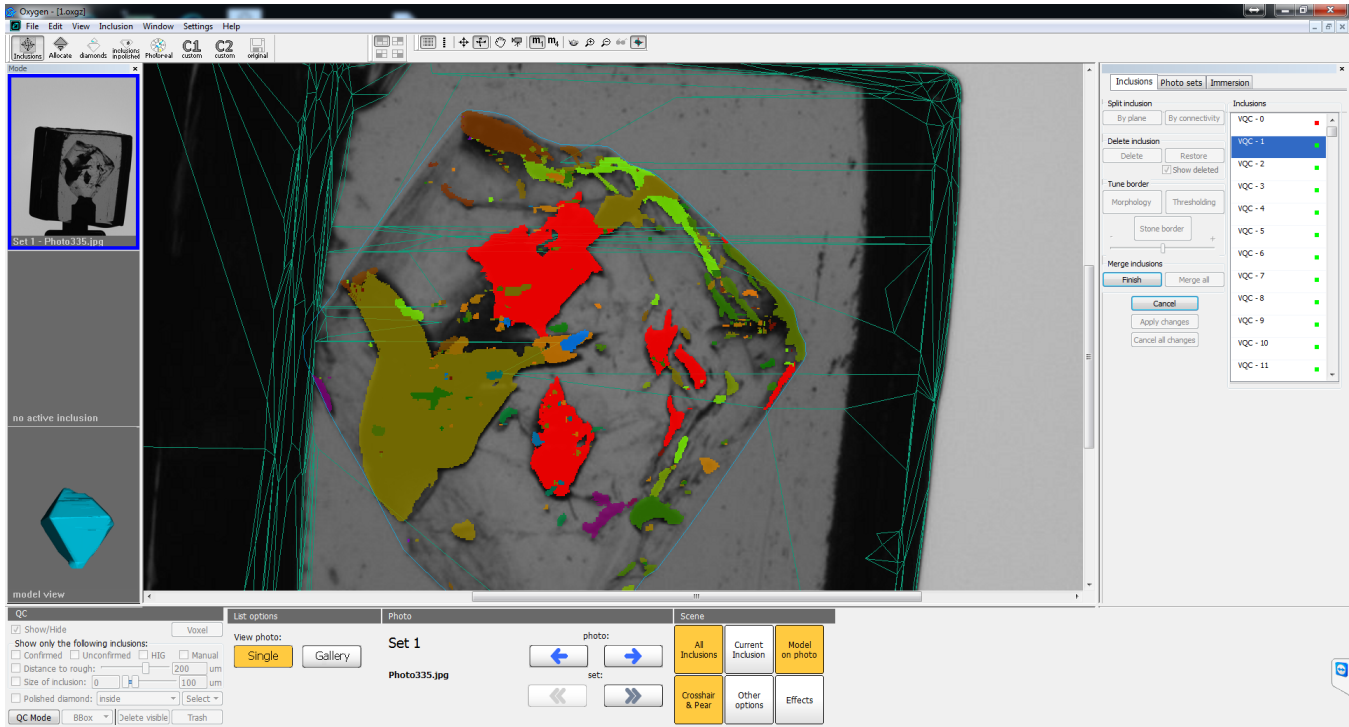 Oxygen - [1.oxgz]
File Edit View Inclusion Window Settings Help
Inclusions Allocate diamonds inclusions inpolished Photoreal C1 custom C2 custom original
m1 m4
Mode
Set 1 - Photo335.jpg
no active inclusion
model view
Inclusions Photo sets Immersion
Split inclusion
By plane By connectivity
Delete inclusion
Delete Restore
Show deleted
Tune border
Morphology Thresholding
Stone border
- +
Merge inclusions
Finish Merge all
Cancel
Apply changes
Cancel all changes
Inclusions
VQC - 0
VQC - 1
VQC - 2
VQC - 3
VQC - 4
VQC - 5
VQC - 6
VQC - 7
VQC - 8
VQC - 9
VQC - 10
VQC - 11
QC
Show/Hide Voxel
Show only the following inclusions:
Confirmed Unconfirmed HIG Manual
Distance to rough: 200 um
Size of inclusion: 0 100 um
Polished diamond: inside Select
QC Mode BBox Delete visible Trash
List options
View photo:
Single Gallery
Photo
Set 1
Photo335.jpg
photo:
set:
Scene
All Inclusions
Current Inclusion
Model on photo
Crosshair & Pear
Other options
Effects